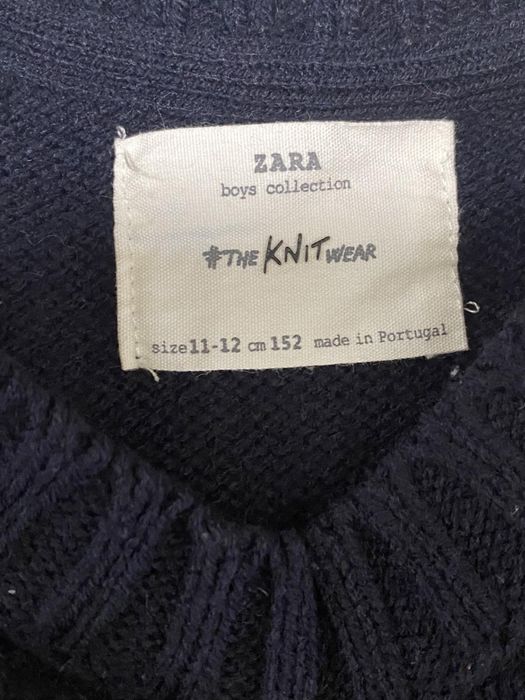 ZARA
boys collection
#THE KNITWEAR
size 11-12 cm 152 made in Portugal